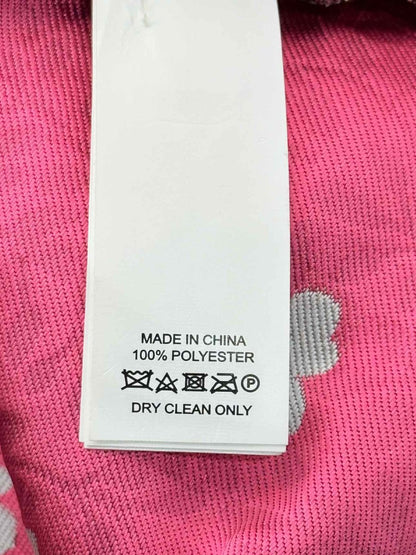 MADE IN CHINA
100% POLYESTER
P
DRY CLEAN ONLY